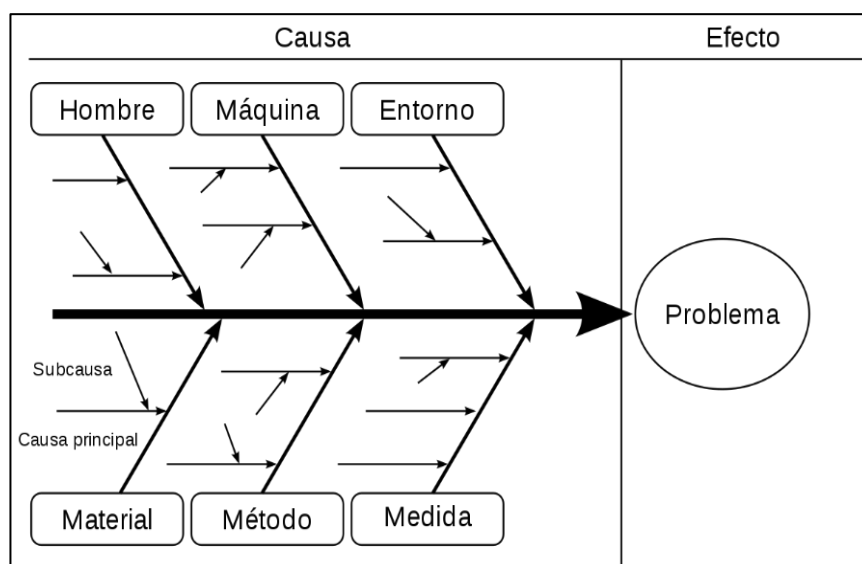 Causa
Efecto
Hombre
Máquina
Entorno
Problema
Subcausa
Causa principal
Material
Método
Medida